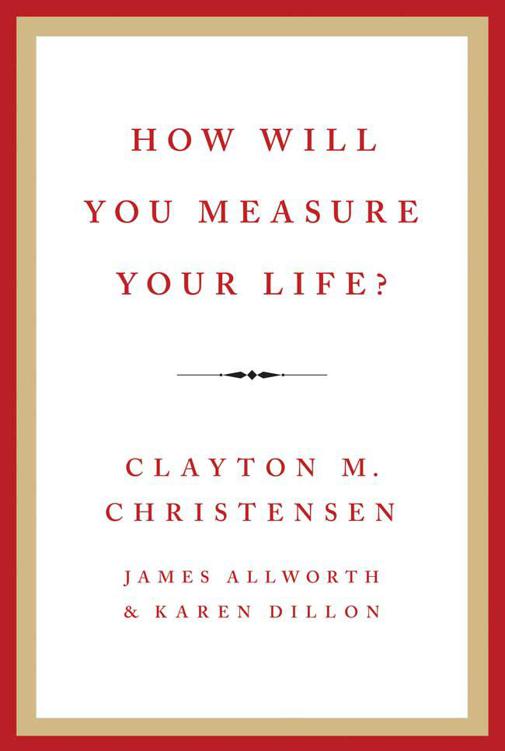 HOW WILL
YOU MEASURE
YOUR LIFE?
CLAYTON M.
CHRISTENSEN
JAMES ALLWORTH
& KAREN DILLON